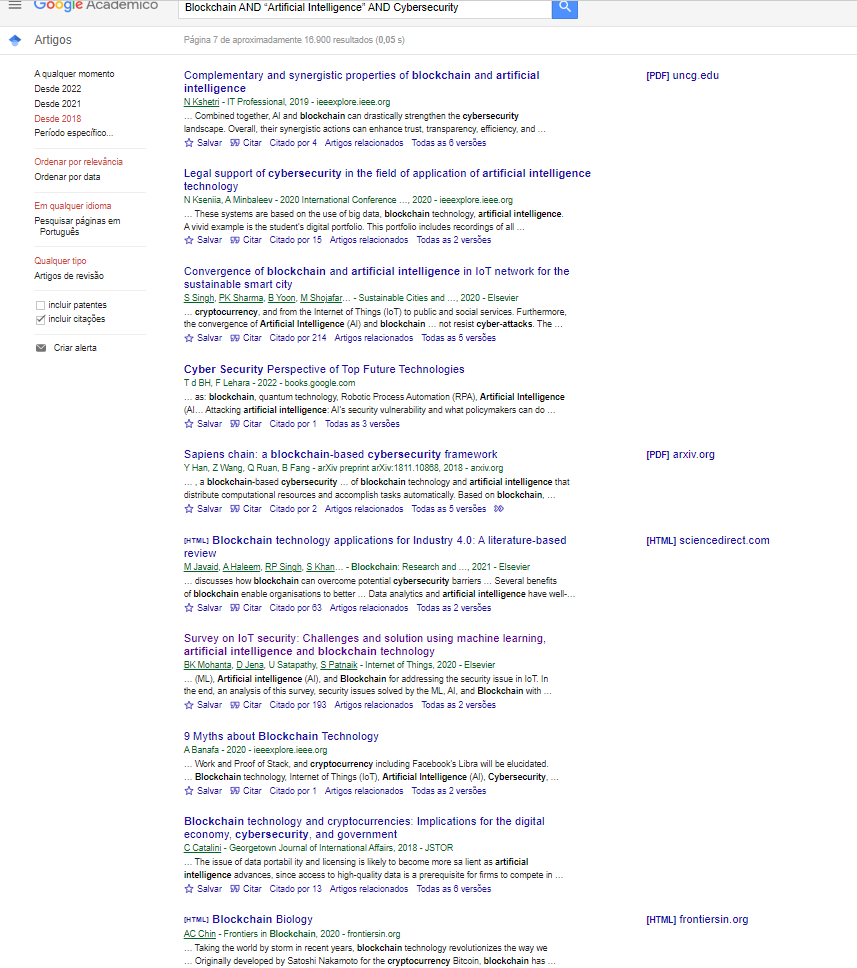 Google Acadêmico
Blockchain AND "Artificial Intelligence" AND Cybersecurity
Artigos
Página 7 de aproximadamente 16.900 resultados (0,05 s)
A qualquer momento
Desde 2022
Desde 2021
Desde 2018
Período específico...
Ordenar por relevância
Ordenar por data
Em qualquer idioma
Pesquisar páginas em
Português
Qualquer tipo
Artigos de revisão
incluir patentes
incluir citações
Criar alerta
Complementary and synergistic properties of blockchain and artificial
intelligence
[PDF] uncg.edu
N Kshetri - IT Professional, 2019 - ieeexplore.ieee.org
... Combined together, AI and blockchain can drastically strengthen the cybersecurity
landscape. Overall, their synergistic actions can enhance trust, transparency, efficiency, and ...
Salvar Citar Citado por 4 Artigos relacionados Todas as 6 versões
Legal support of cybersecurity in the field of application of artificial intelligence
technology
N Kseniia, A Minbaleev - 2020 International Conference ..., 2020 - ieeexplore.ieee.org
... These systems are based on the use of big data, blockchain technology, artificial intelligence.
A vivid example is the student's digital portfolio. This portfolio includes recordings of all ...
Salvar Citar Citado por 15 Artigos relacionados Todas as 2 versões
Convergence of blockchain and artificial intelligence in IoT network for the
sustainable smart city
S Singh, PK Sharma, B Yoon, M Shojafar... - Sustainable Cities and ..., 2020 - Elsevier
... cryptocurrency, and from the Internet of Things (IoT) to public and social services. Furthermore,
the convergence of Artificial Intelligence (AI) and blockchain ... not resist cyber-attacks. The ...
Salvar Citar Citado por 214 Artigos relacionados Todas as 5 versões
Cyber Security Perspective of Top Future Technologies
T d BH, F Lehara - 2022 - books.google.com
... as: blockchain, quantum technology, Robotic Process Automation (RPA), Artificial Intelligence
(AI... Attacking artificial intelligence: AI's security vulnerability and what policymakers can do ...
Salvar Citar Citado por 1 Todas as 3 versões
Sapiens chain: a blockchain-based cybersecurity framework
[PDF] arxiv.org
Y Han, Z Wang, Q Ruan, B Fang - arXiv preprint arXiv:1811.10868, 2018 - arxiv.org
... , a blockchain-based cybersecurity ... of blockchain technology and artificial intelligence that
distribute computational resources and accomplish tasks automatically. Based on blockchain, ...
Salvar Citar Citado por 2 Artigos relacionados Todas as 5 versões
[HTML] Blockchain technology applications for Industry 4.0: A literature-based
review
[HTML] sciencedirect.com
M Javaid, A Haleem, RP Singh, S Khan... - Blockchain: Research and ..., 2021 - Elsevier
... discusses how blockchain can overcome potential cybersecurity barriers ... Several benefits
of blockchain enable organisations to better ... Data analytics and artificial intelligence have well-...
Salvar Citar Citado por 63 Artigos relacionados Todas as 2 versões
Survey on IoT security: Challenges and solution using machine learning,
artificial intelligence and blockchain technology
BK Mohanta, D Jena, U Satapathy, S Patnaik - Internet of Things, 2020 - Elsevier
... (ML), Artificial intelligence (AI), and Blockchain for addressing the security issue in IoT. In
the end, an analysis of this survey, security issues solved by the ML, AI, and Blockchain with ...
Salvar Citar Citado por 193 Artigos relacionados Todas as 2 versões
9 Myths about Blockchain Technology
A Banafa - 2020 - ieeexplore.ieee.org
... Work and Proof of Stack, and cryptocurrency including Facebook's Libra will be elucidated.
... Blockchain technology, Internet of Things (IoT), Artificial Intelligence (AI), Cybersecurity, ...
Salvar Citar Citado por 1 Artigos relacionados Todas as 2 versões
Blockchain technology and cryptocurrencies: Implications for the digital
economy, cybersecurity, and government
C Catalini - Georgetown Journal of International Affairs, 2018 - JSTOR
... The issue of data portabil ity and licensing is likely to become more sa lient as artificial
intelligence advances, since access to high-quality data is a prerequisite for firms to compete in ...
Salvar Citar Citado por 13 Artigos relacionados Todas as 6 versões
[HTML] Blockchain Biology
[HTML] frontiersin.org
AC Chin - Frontiers in Blockchain, 2020 - frontiersin.org
... Taking the world by storm in recent years, blockchain technology revolutionizes the way we
... Originally developed by Satoshi Nakamoto for the cryptocurrency Bitcoin, blockchain has ...